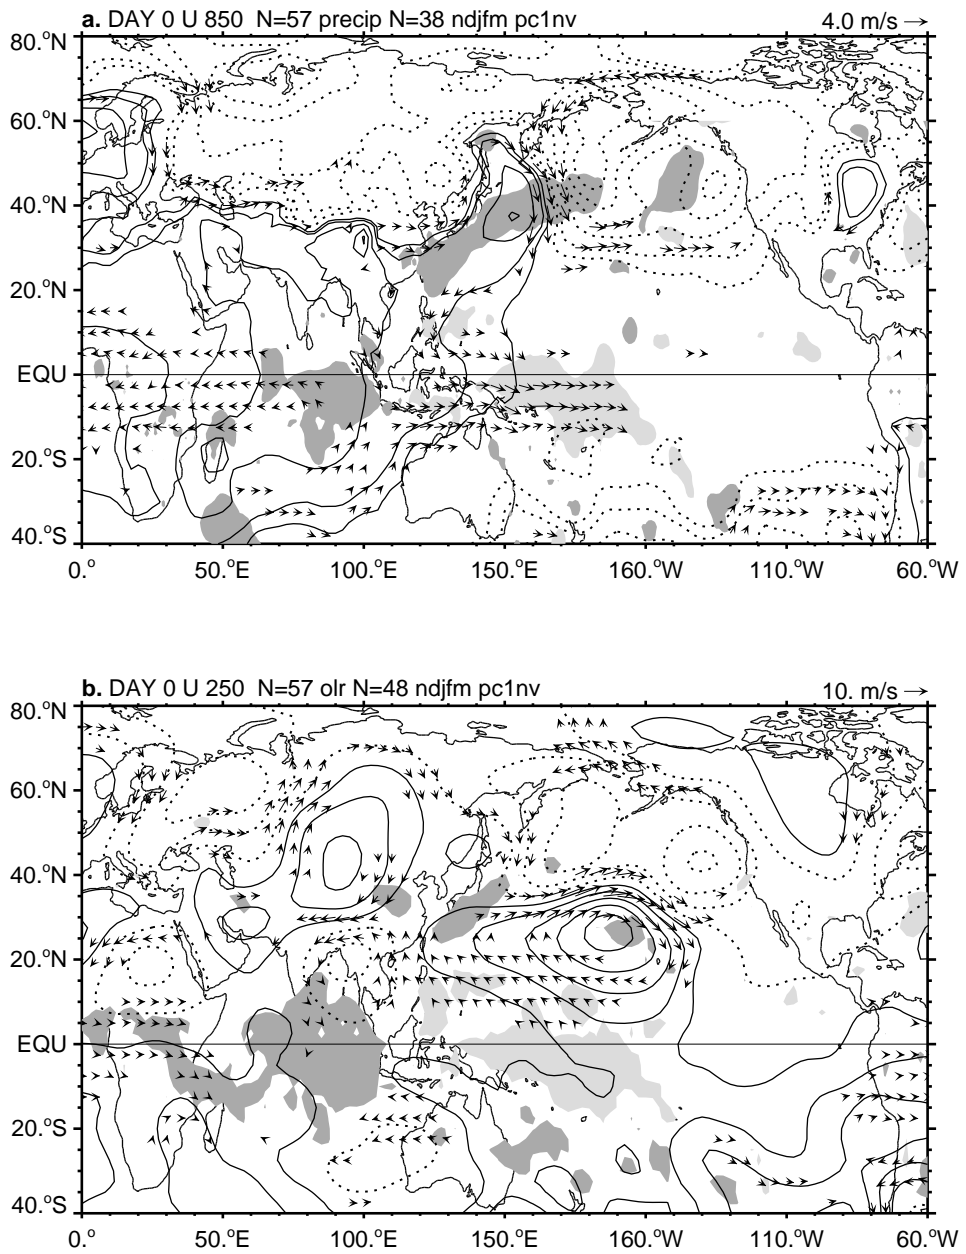 a. DAY 0 U 850 N=57 precip N=38 ndjfm pc1nv 4.0 m/s
80.°N
60.°N
40.°N
20.°N
EQU
20.°S
40.°S
0.° 50.°E 100.°E 150.°E 160.°W 110.°W 60.°W
b. DAY 0 U 250 N=57 olr N=48 ndjfm pc1nv 10. m/s
80.°N
60.°N
40.°N
20.°N
EQU
20.°S
40.°S
0.° 50.°E 100.°E 150.°E 160.°W 110.°W 60.°W